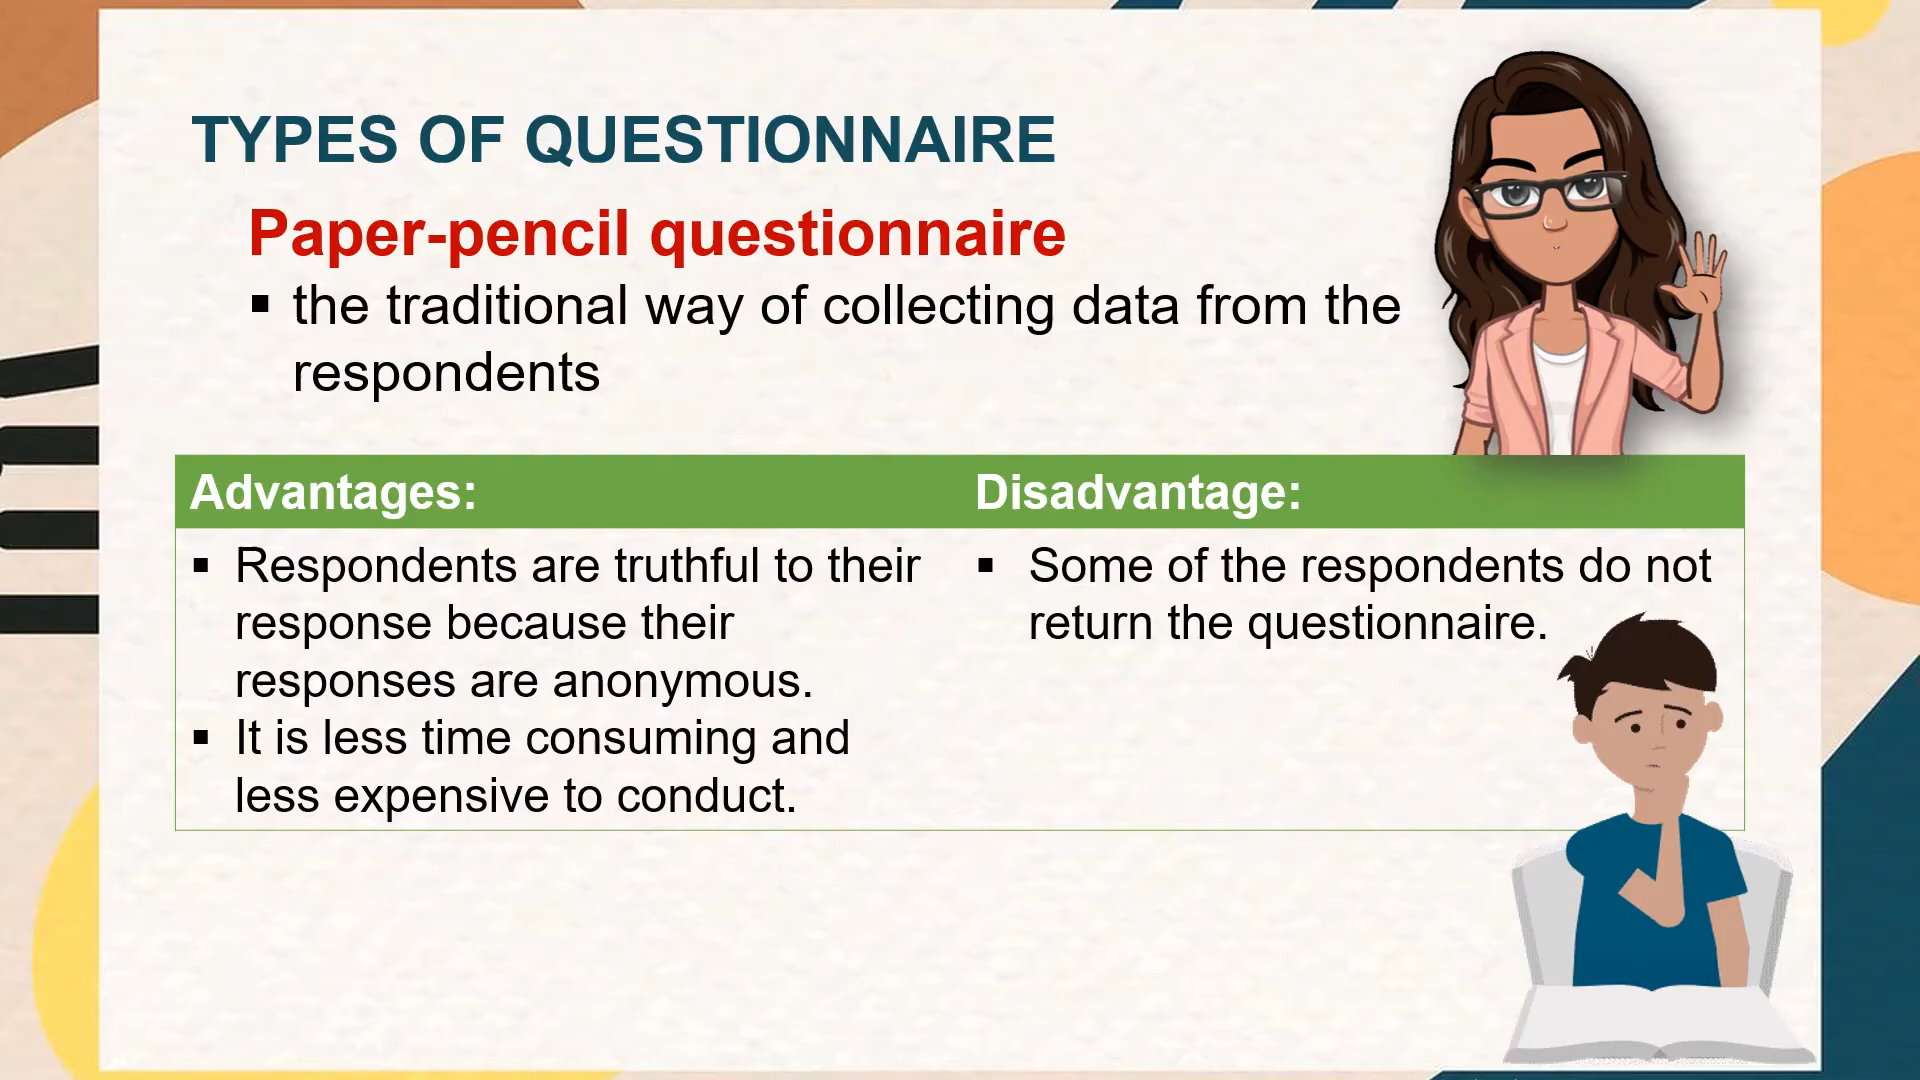 TYPES OF QUESTIONNAIRE
Paper-pencil questionnaire
▪ the traditional way of collecting data from the
respondents
Advantages:
▪ Respondents are truthful to their
response because their
responses are anonymous.
▪ It is less time consuming and
less expensive to conduct.
Disadvantage:
▪ Some of the respondents do not
return the questionnaire.